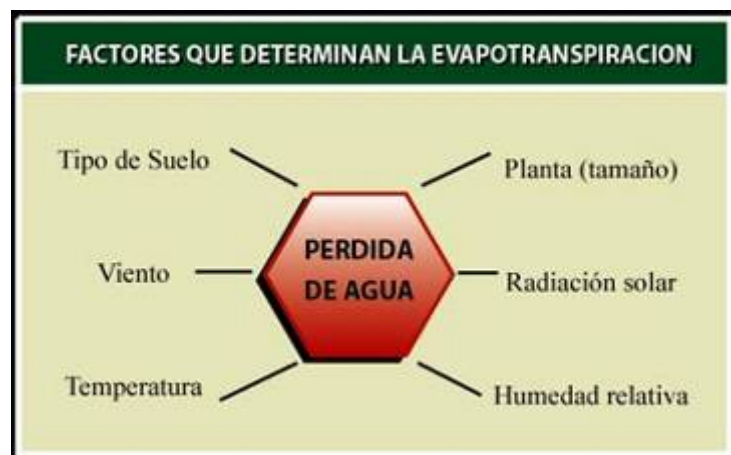 FACTORES QUE DETERMINAN LA EVAPOTRANSPIRACION
Tipo de Suelo
Planta (tamaño)
Viento
PERDIDA
DE AGUA
Radiación solar
Temperatura
Humedad relativa